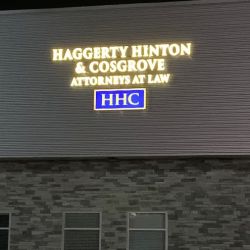 HAGGERTY HINTON
& COSGROVE
ATTORNEYS AT LAW
HHC